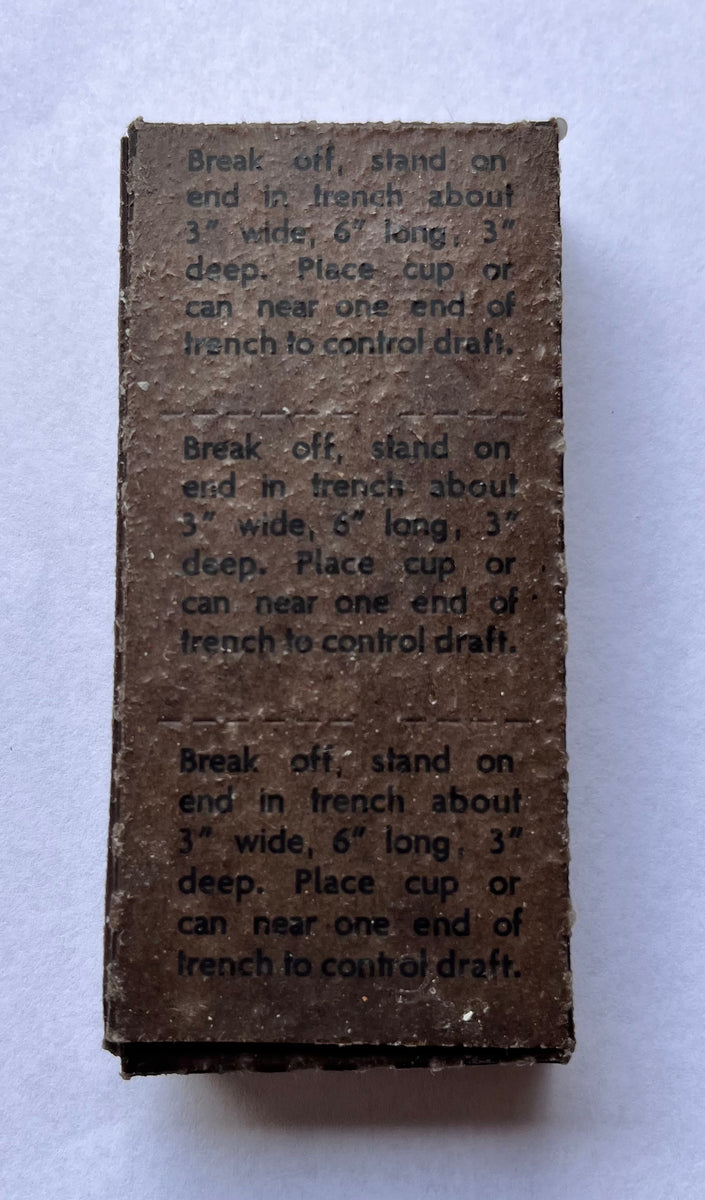 Break off, stand on
end in trench about
3" wide, 6" long, 3"
deep. Place cup or
can near one end of
trench to control draft.
Break off, stand on
end in trench about
3" wide, 6" long, 3"
deep. Place cup or
can near one end of
trench to control draft.
Break off, stand on
end in trench about
3" wide, 6" long, 3"
deep. Place cup or
can near one end of
trench to control draft.